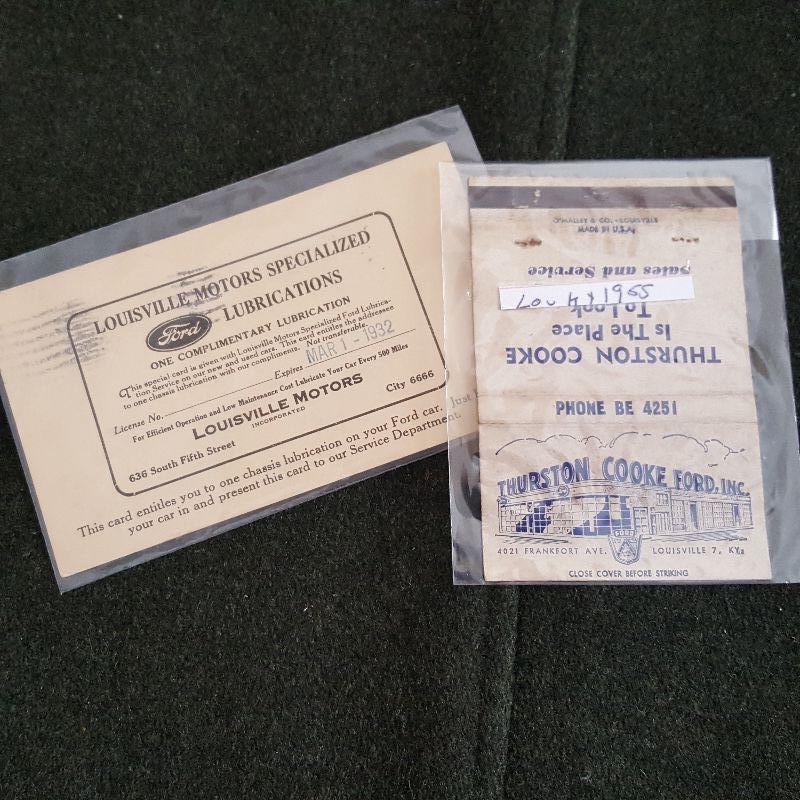 LOUISVILLE MOTORS SPECIALIZED
Ford LUBRICATIONS
ONE COMPLIMENTARY LUBRICATION
This special card is given with Louisville Motors Specialized Ford Lubrica-
tion Service on our new and used cars. This card entitles the addressee
to one chassis lubrication with our compliments. Not transferable.
License No. Expires MAR 1 - 1932
For Efficient Operation and Low Maintenance Cost Lubricate Your Car Every 500 Miles
LOUISVILLE MOTORS
INCORPORATED
636 South Fifth Street City 6666
This card entitles you to one chassis lubrication on your Ford car. Just
your car in and present this card to our Service Department.
O'MALLEY & CO. - LOUISVILLE
MADE IN U.S.A.
Sales and Service
1955
To Look
Is The Place
THURSTON COOKE
PHONE BE 4251
THURSTON COOKE FORD, INC.
FORD
4021 FRANKFORT AVE. LOUISVILLE 7, KY.
CLOSE COVER BEFORE STRIKING